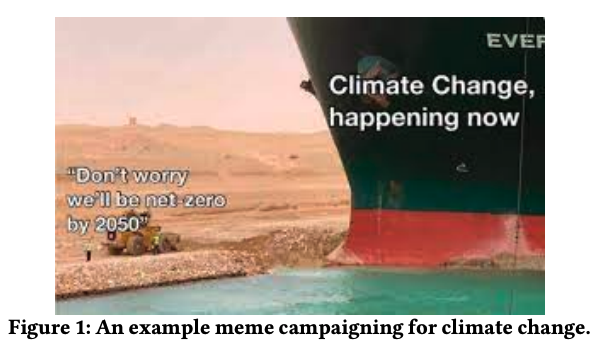 EVER
Climate Change,
happening now
"Don't worry
we'll be net-zero
by 2050"
Figure 1: An example meme campaigning for climate change.